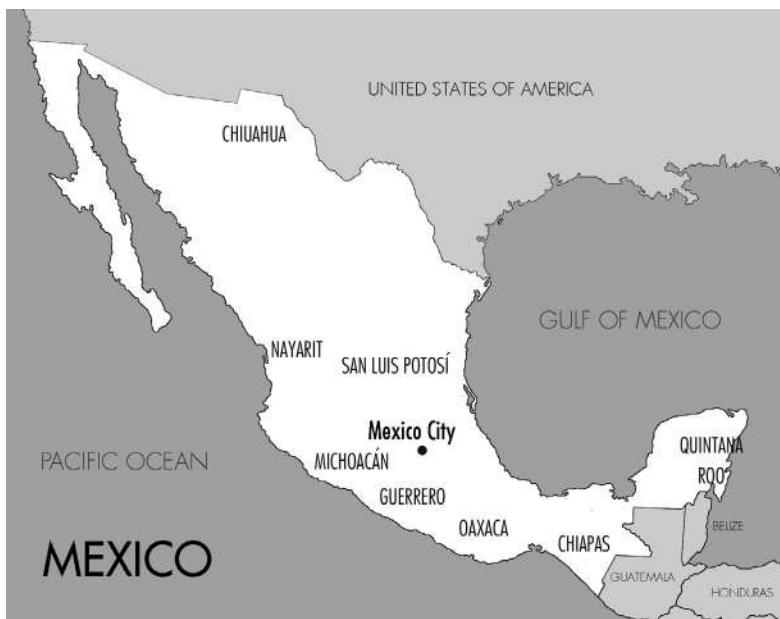 UNITED STATES OF AMERICA
CHIUAHUA
GULF OF MEXICO
NAYARIT
SAN LUIS POTOSÍ
Mexico City
QUINTANA
ROO
PACIFIC OCEAN
MICHOACÁN
GUERRERO
OAXACA
CHIAPAS
BELIZE
MEXICO
GUATEMALA
HONDURAS